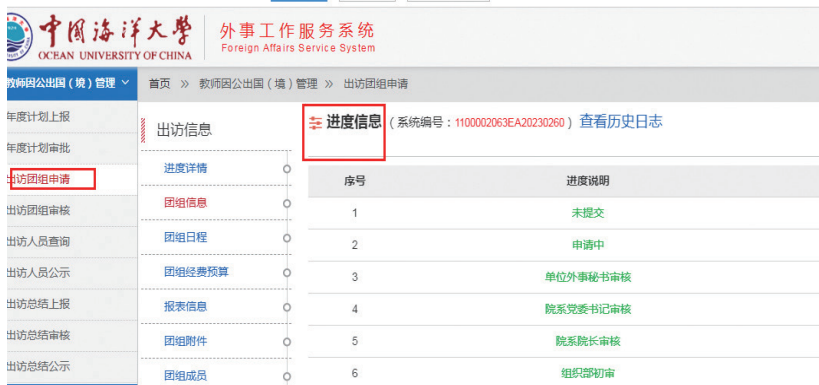 中国海洋大学
OCEAN UNIVERSITY OF CHINA
外事工作服务系统
Foreign Affairs Service System
教师因公出国（境）管理
首页 》 教师因公出国（境）管理 》 出访团组申请
年度计划上报
年度计划审批
出访团组申请
出访团组审核
出访人员查询
出访人员公示
出访总结上报
出访总结审核
出访总结公示
出访信息
进度详情
团组信息
团组日程
团组经费预算
报表信息
团组附件
团组成员
进度信息（系统编号：1100002063EA20230260）查看历史日志
序号 进度说明
1 未提交
2 申请中
3 单位外事秘书审核
4 院系党委书记审核
5 院系院长审核
6 组织部初审